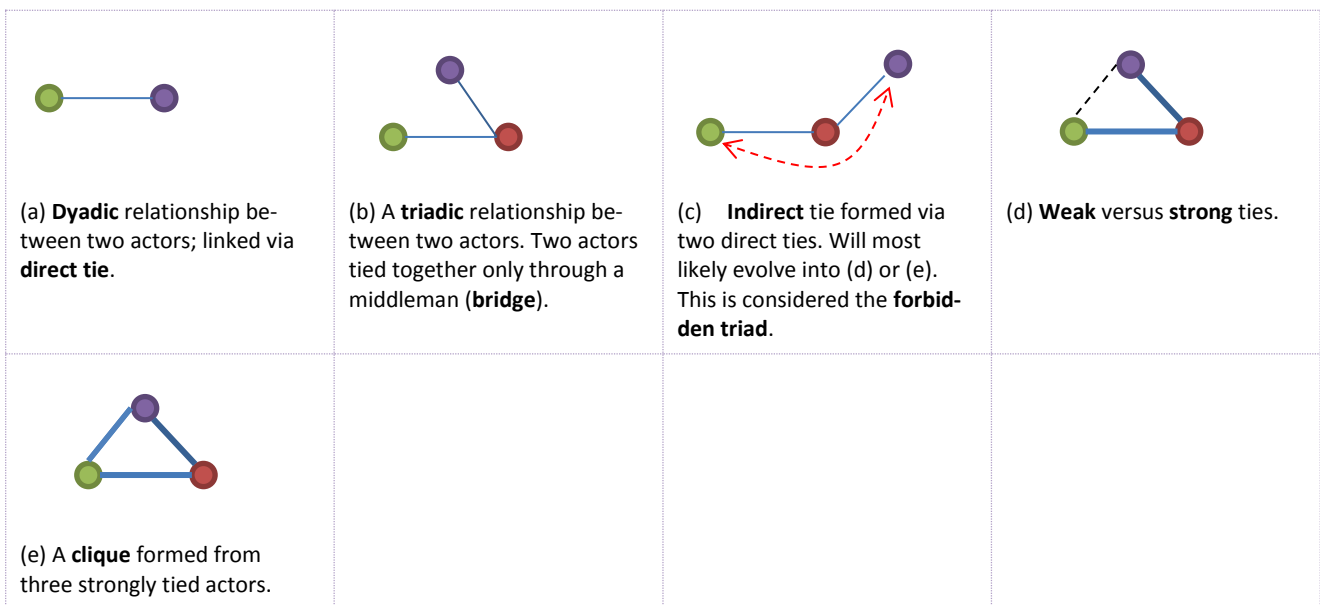 (a) Dyadic relationship be-
tween two actors; linked via
direct tie.
(b) A triadic relationship be-
tween two actors. Two actors
tied together only through a
middleman (bridge).
(c) Indirect tie formed via
two direct ties. Will most
likely evolve into (d) or (e).
This is considered the forbid-
den triad.
(d) Weak versus strong ties.
(e) A clique formed from
three strongly tied actors.